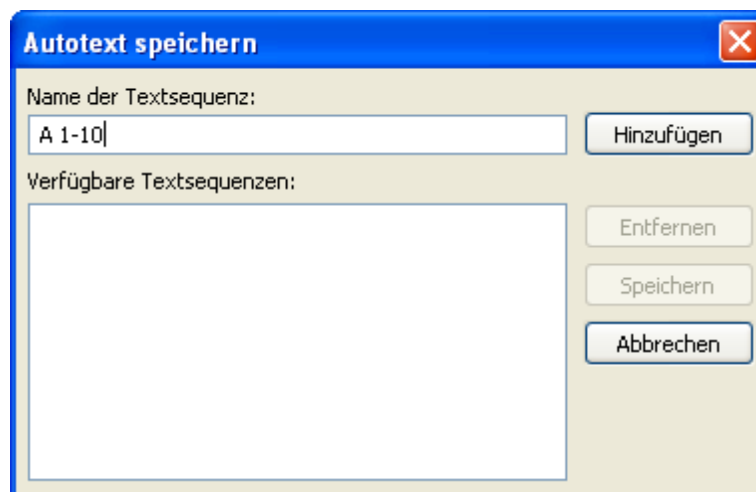 Autotext speichern
Name der Textsequenz:
A 1-10
Hinzufügen
Verfügbare Textsequenzen:
Entfernen
Speichern
Abbrechen